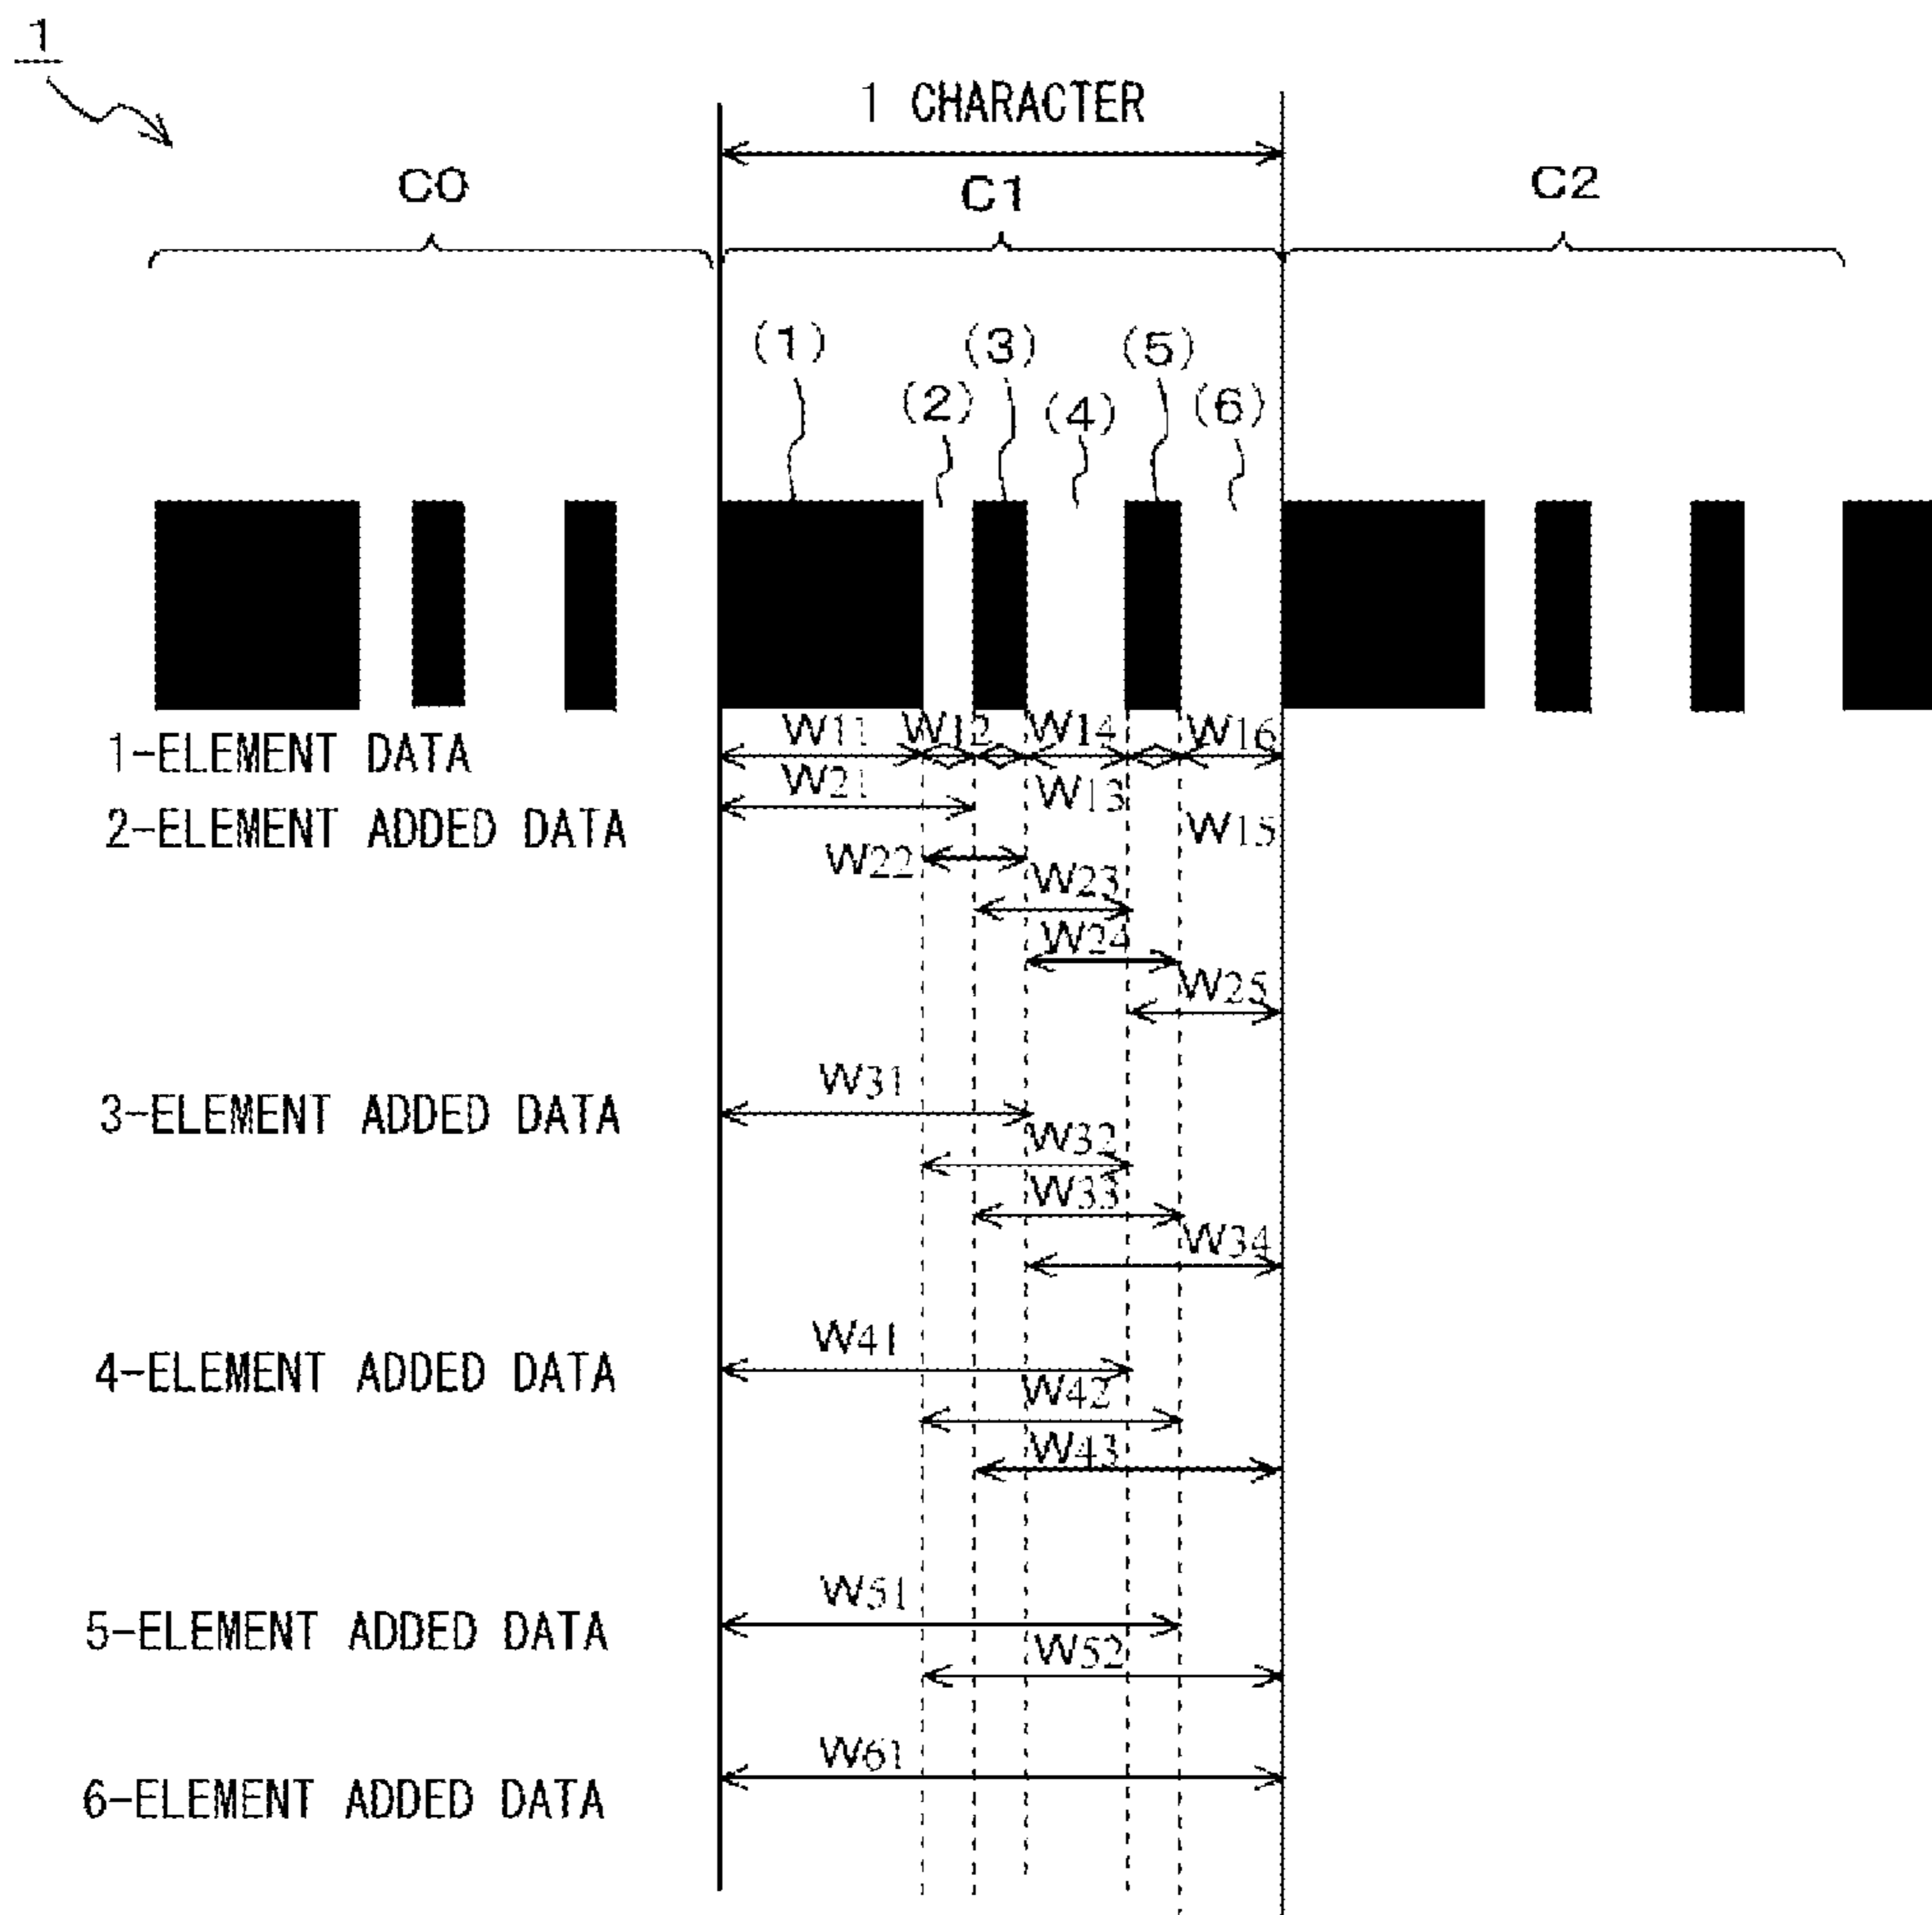 1
1 CHARACTER
C0 C1 C2
(1) (3) (5)
(2) (4) (6)
W11 W12 W14 W16
1-ELEMENT DATA
W21 W13
2-ELEMENT ADDED DATA W15
W22
W23
W24
W25
W31
3-ELEMENT ADDED DATA
W32
W33
W34
W41
4-ELEMENT ADDED DATA
W42
W43
W51
5-ELEMENT ADDED DATA
W52
W61
6-ELEMENT ADDED DATA